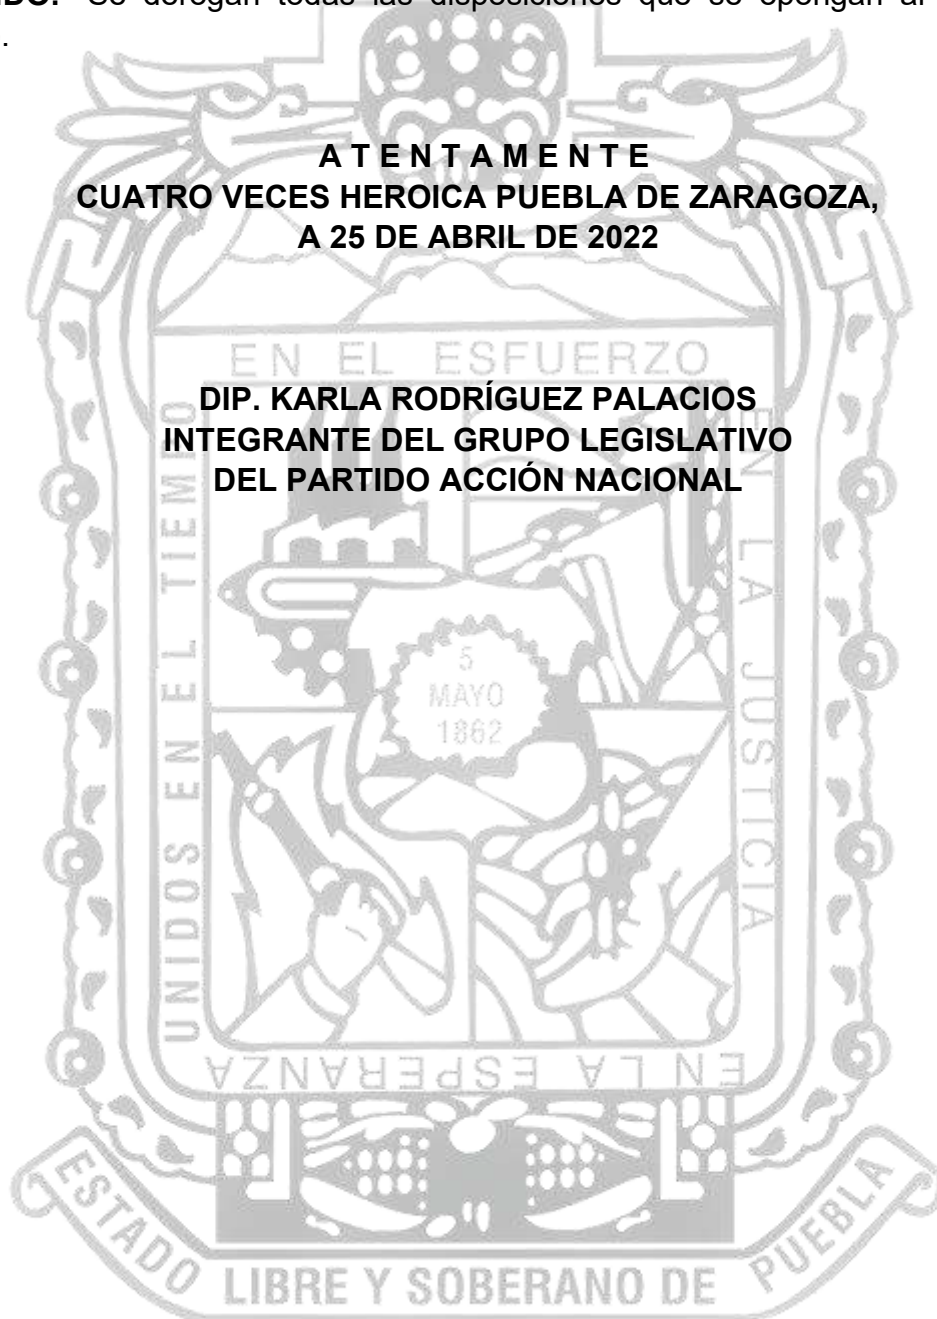 Se derogan todas las disposiciones que se opongan al
.
A T E N T A M E N T E
CUATRO VECES HEROICA PUEBLA DE ZARAGOZA,
A 25 DE ABRIL DE 2022
DIP. KARLA RODRÍGUEZ PALACIOS
INTEGRANTE DEL GRUPO LEGISLATIVO
DEL PARTIDO ACCIÓN NACIONAL
UNIDOS EN EL TIEMPO
EN EL ESFUERZO
EN LA JUSTICIA
EN LA ESPERANZA
5
MAYO
1862
ESTADO LIBRE Y SOBERANO DE PUEBLA